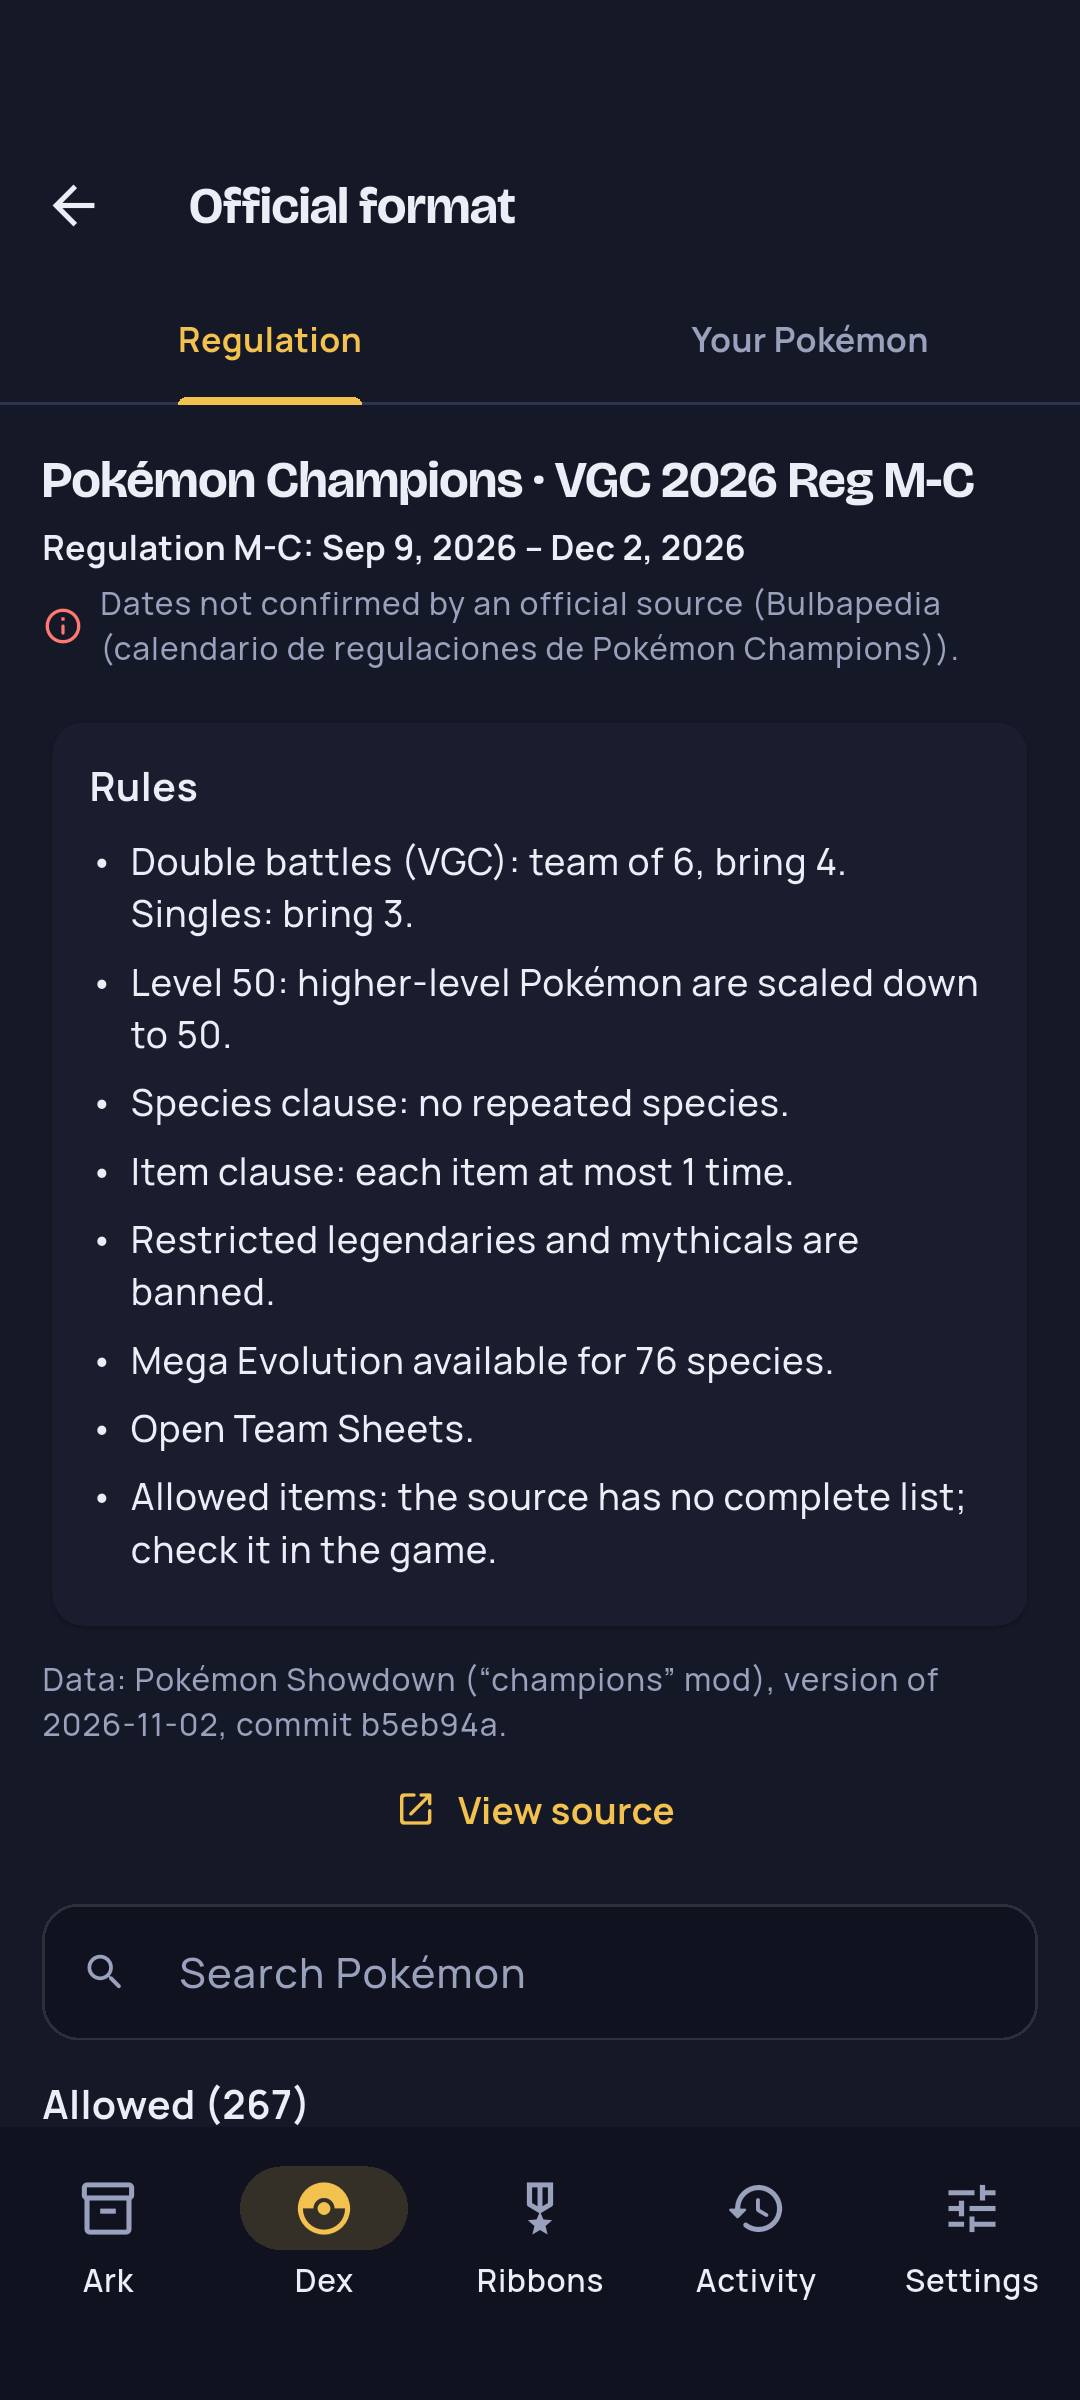 Official format
Regulation
Your Pokémon
Pokémon Champions · VGC 2026 Reg M-C
Regulation M-C: Sep 9, 2026 – Dec 2, 2026
Dates not confirmed by an official source (Bulbapedia
(calendario de regulaciones de Pokémon Champions)).
Rules
• Double battles (VGC): team of 6, bring 4.
Singles: bring 3.
• Level 50: higher-level Pokémon are scaled down
to 50.
• Species clause: no repeated species.
• Item clause: each item at most 1 time.
• Restricted legendaries and mythicals are
banned.
• Mega Evolution available for 76 species.
• Open Team Sheets.
• Allowed items: the source has no complete list;
check it in the game.
Data: Pokémon Showdown (“champions” mod), version of
2026-11-02, commit b5eb94a.
View source
Search Pokémon
Allowed (267)
Ark
Dex
Ribbons
Activity
Settings